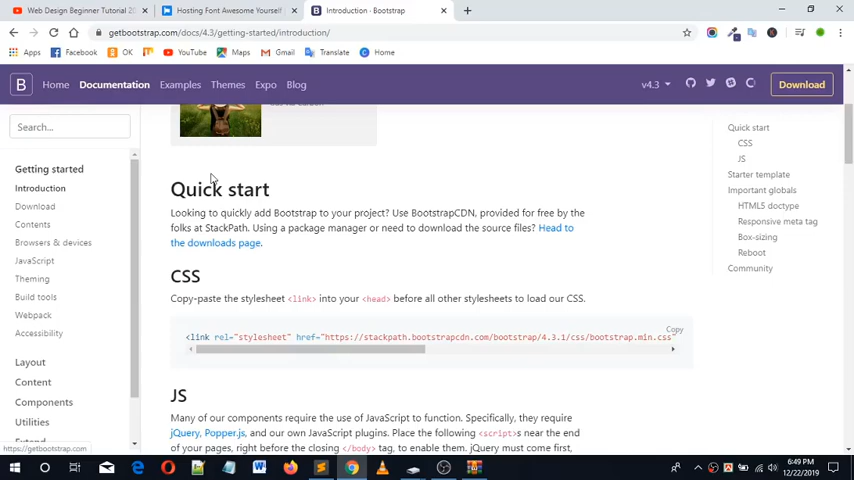 Web Design Beginner Tutorial 20
Hosting Font Awesome Yourself
Introduction · Bootstrap
getbootstrap.com/docs/4.3/getting-started/introduction/
Apps
Facebook
OK
YouTube
Maps
Gmail
Translate
Home
B
Home
Documentation
Examples
Themes
Expo
Blog
v4.3
Download
Search...
Getting started
Introduction
Download
Contents
Browsers & devices
JavaScript
Theming
Build tools
Webpack
Accessibility
Layout
Content
Components
Utilities
Extend
https://getbootstrap.com
Quick start
Looking to quickly add Bootstrap to your project? Use BootstrapCDN, provided for free by the
folks at StackPath. Using a package manager or need to download the source files? Head to
the downloads page.
CSS
Copy-paste the stylesheet <link> into your <head> before all other stylesheets to load our CSS.
Copy
<link rel="stylesheet" href="https://stackpath.bootstrapcdn.com/bootstrap/4.3.1/css/bootstrap.min.css"
JS
Many of our components require the use of JavaScript to function. Specifically, they require
jQuery, Popper.js, and our own JavaScript plugins. Place the following <script>s near the end
of your pages, right before the closing </body> tag, to enable them. jQuery must come first,
Quick start
CSS
JS
Starter template
Important globals
HTML5 doctype
Responsive meta tag
Box-sizing
Reboot
Community
6:49 PM
12/22/2019